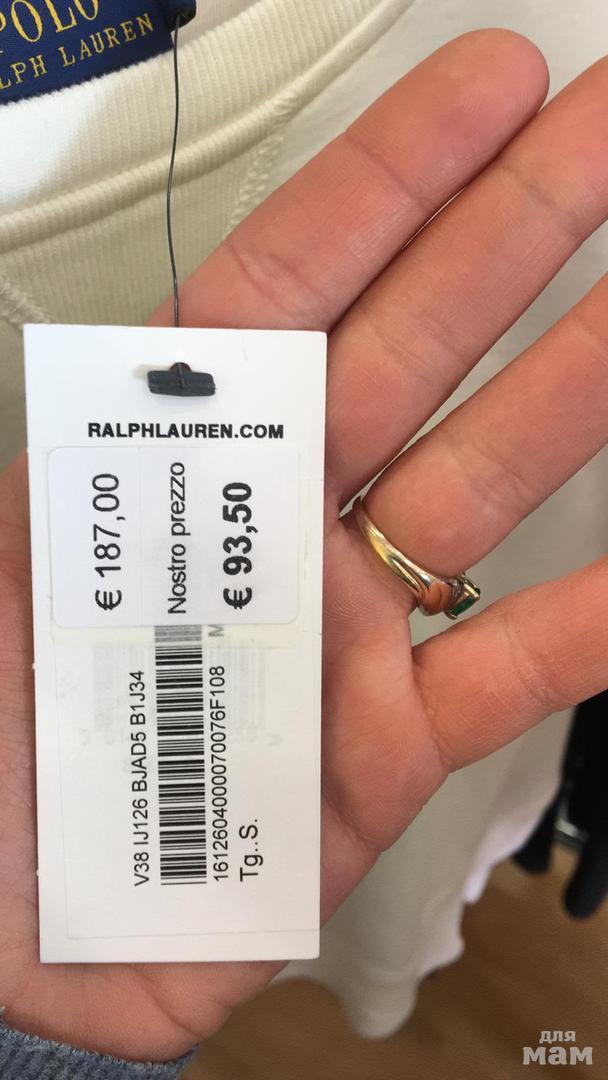 POLO
RALPH LAUREN
RALPHLAUREN.COM
€ 187,00
Nostro prezzo
€ 93,50
V38 IJ126 BJAD5 B1J34
1612604000070076F108
Tg..S.
для
мам